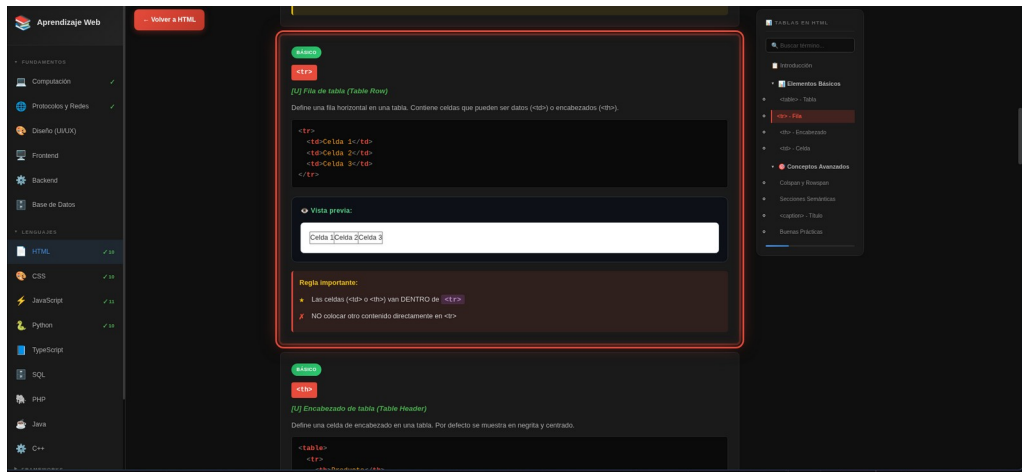 Aprendizaje Web
FUNDAMENTOS
Computación ✓
Protocolos y Redes ✓
Diseño (UI/UX)
Frontend
Backend
Base de Datos
LENGUAJES
HTML
CSS
JavaScript ✓ 11
Python
TypeScript
SQL
PHP
Java
C++
← Volver a HTML
BÁSICO
<tr>
[U] Fila de tabla (Table Row)
Define una fila horizontal en una tabla. Contiene celdas que pueden ser datos (<td>) o encabezados (<th>).
<tr>
<td>Celda 1</td>
<td>Celda 2</td>
<td>Celda 3</td>
</tr>
Vista previa:
Celda 1 Celda 2 Celda 3
Regla importante:
★ Las celdas (<td> o <th>) van DENTRO de <tr>
✗ NO colocar otro contenido directamente en <tr>
BÁSICO
<th>
[U] Encabezado de tabla (Table Header)
Define una celda de encabezado en una tabla. Por defecto se muestra en negrita y centrado.
<table>
<tr>
TABLAS EN HTML
Buscar término...
Introducción
Elementos Básicos
<table> - Tabla
<tr> - Fila
<th> - Encabezado
<td> - Celda
Conceptos Avanzados
Colspan y Rowspan
Secciones Semánticas
<caption> - Título
Buenas Prácticas